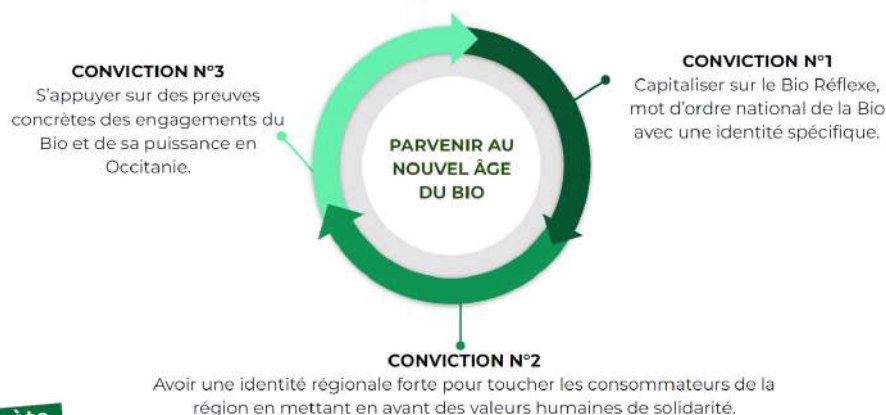 CONVICTION N°1
Capitaliser sur le Bio Réflexe,
mot d'ordre national de la Bio
avec une identité spécifique.
CONVICTION N°3
S'appuyer sur des preuves
concrètes des engagements du
Bio et de sa puissance en
Occitanie.
PARVENIR AU
NOUVEL ÂGE
DU BIO
CONVICTION N°2
Avoir une identité régionale forte pour toucher les consommateurs de la
région en mettant en avant des valeurs humaines de solidarité.